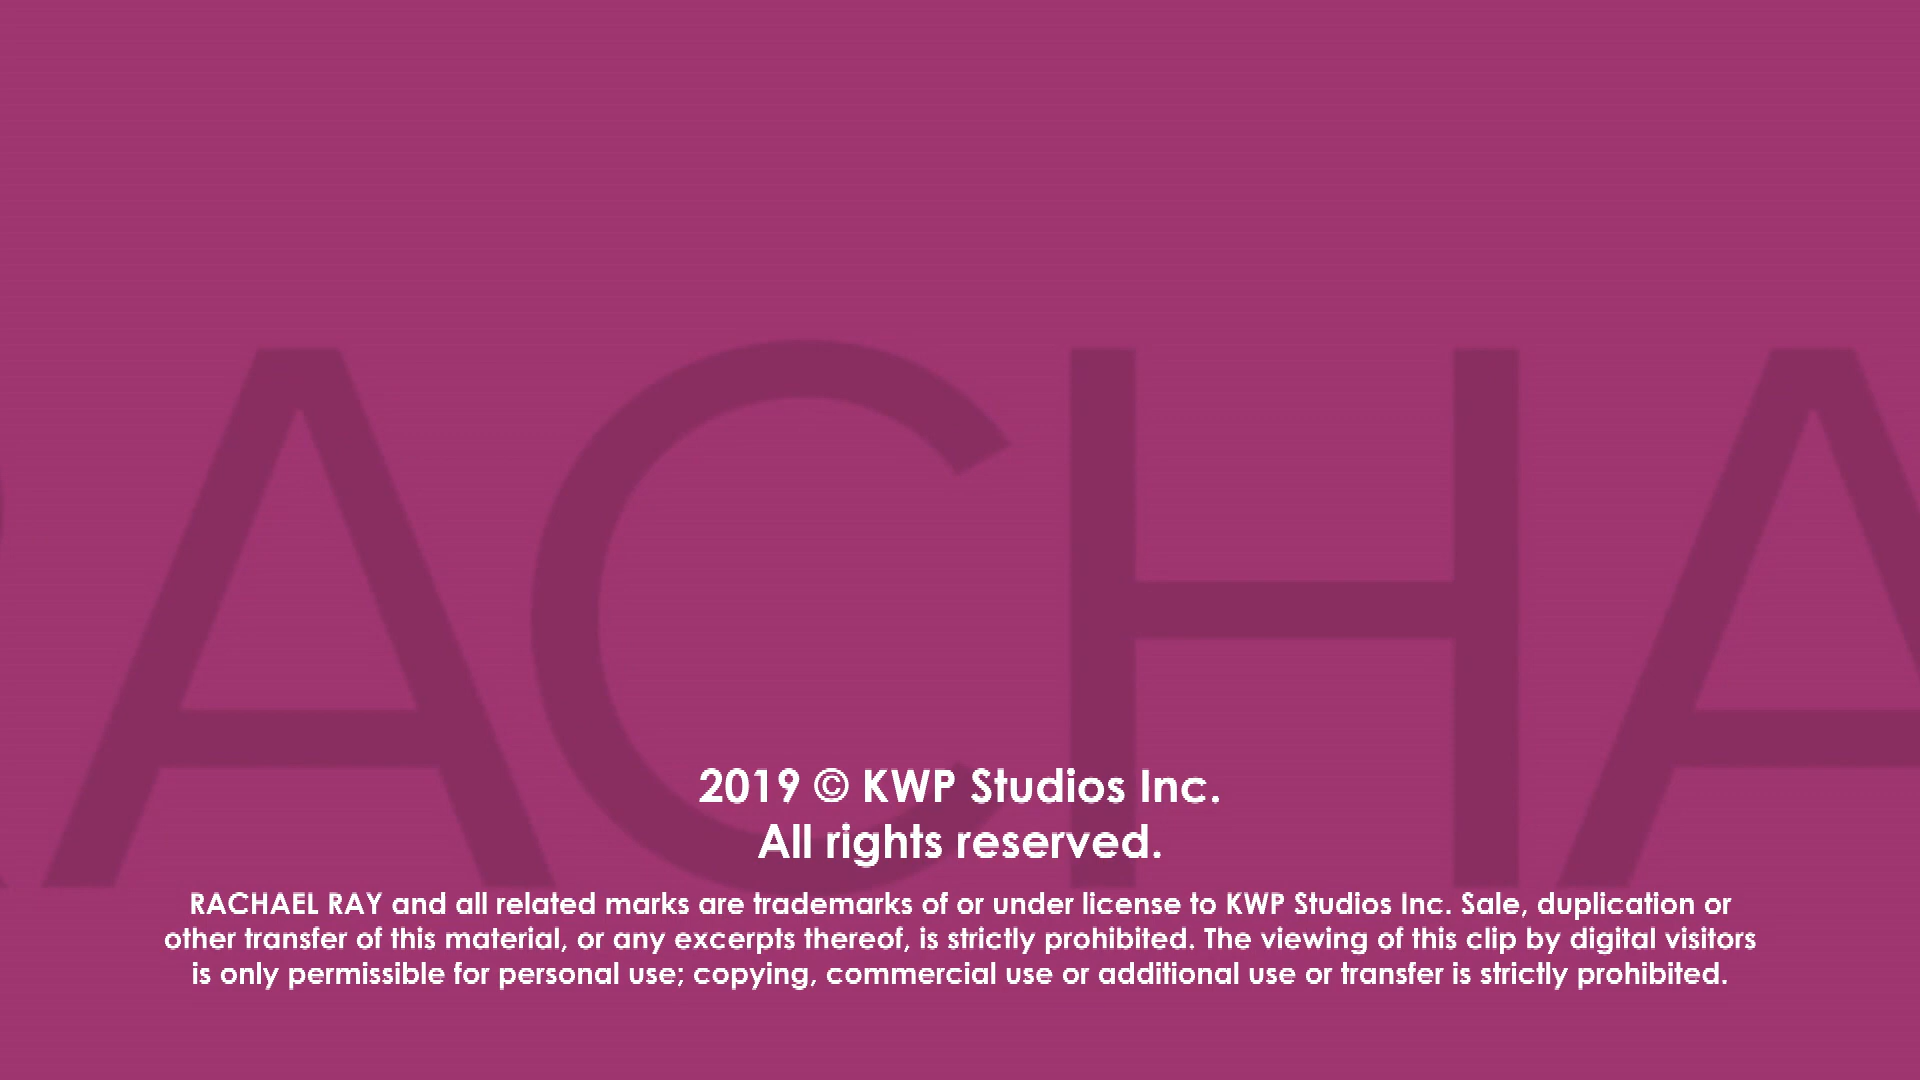 RACHA
2019 © KWP Studios Inc.
All rights reserved.
RACHAEL RAY and all related marks are trademarks of or under license to KWP Studios Inc. Sale, duplication or
other transfer of this material, or any excerpts thereof, is strictly prohibited. The viewing of this clip by digital visitors
is only permissible for personal use; copying, commercial use or additional use or transfer is strictly prohibited.